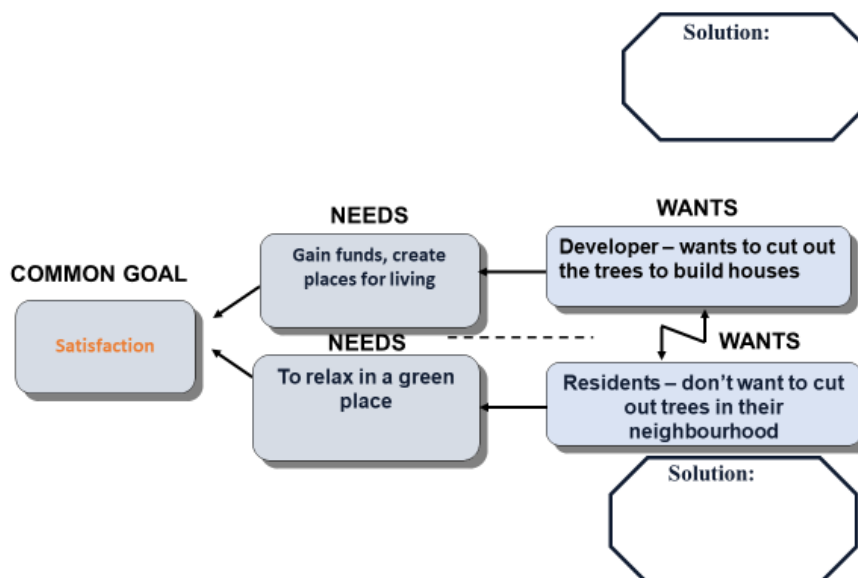 Solution:
NEEDS
WANTS
Gain funds, create
places for living
Developer – wants to cut out
the trees to build houses
COMMON GOAL
Satisfaction
NEEDS
WANTS
To relax in a green
place
Residents – don't want to cut
out trees in their
neighbourhood
Solution: